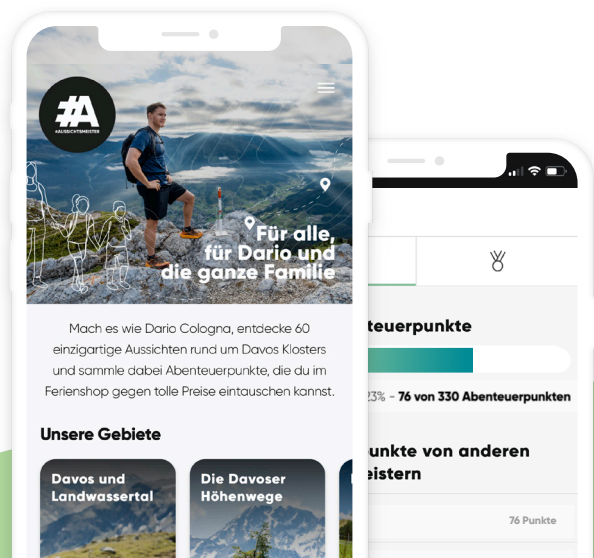 #A
#AUSSICHTSMEISTER
Für alle,
für Dario und
die ganze Familie
Mach es wie Dario Cologna, entdecke 60
einzigartige Aussichten rund um Davos Klosters
und sammle dabei Abenteuerpunkte, die du im
Ferienshop gegen tolle Preise eintauschen kannst.
Unsere Gebiete
Davos und
Landwassertal
Die Davoser
Höhenwege
teuerpunkte
23% - 76 von 330 Abenteuerpunkten
unkte von anderen
eistern
76 Punkte